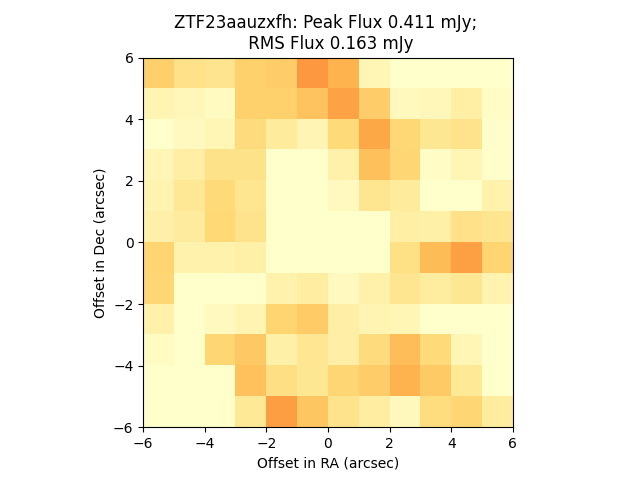 ZTF23aauzxfh: Peak Flux 0.411 mJy;
RMS Flux 0.163 mJy
6
4
2
0
−2
−4
−6
Offset in Dec (arcsec)
−6 −4 −2 0 2 4 6
Offset in RA (arcsec)